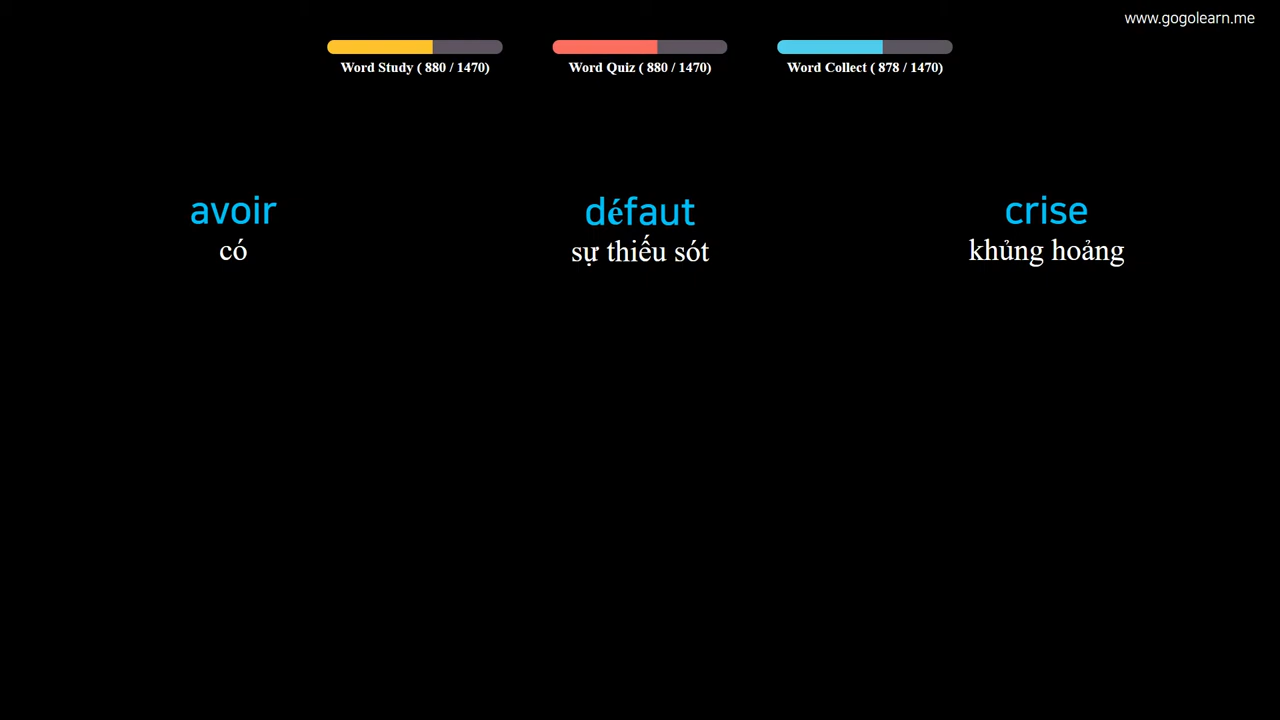 www.gogolearn.me
Word Study ( 880 / 1470)
Word Quiz ( 880 / 1470)
Word Collect ( 878 / 1470)
avoir
có
défaut
sự thiếu sót
crise
khủng hoảng